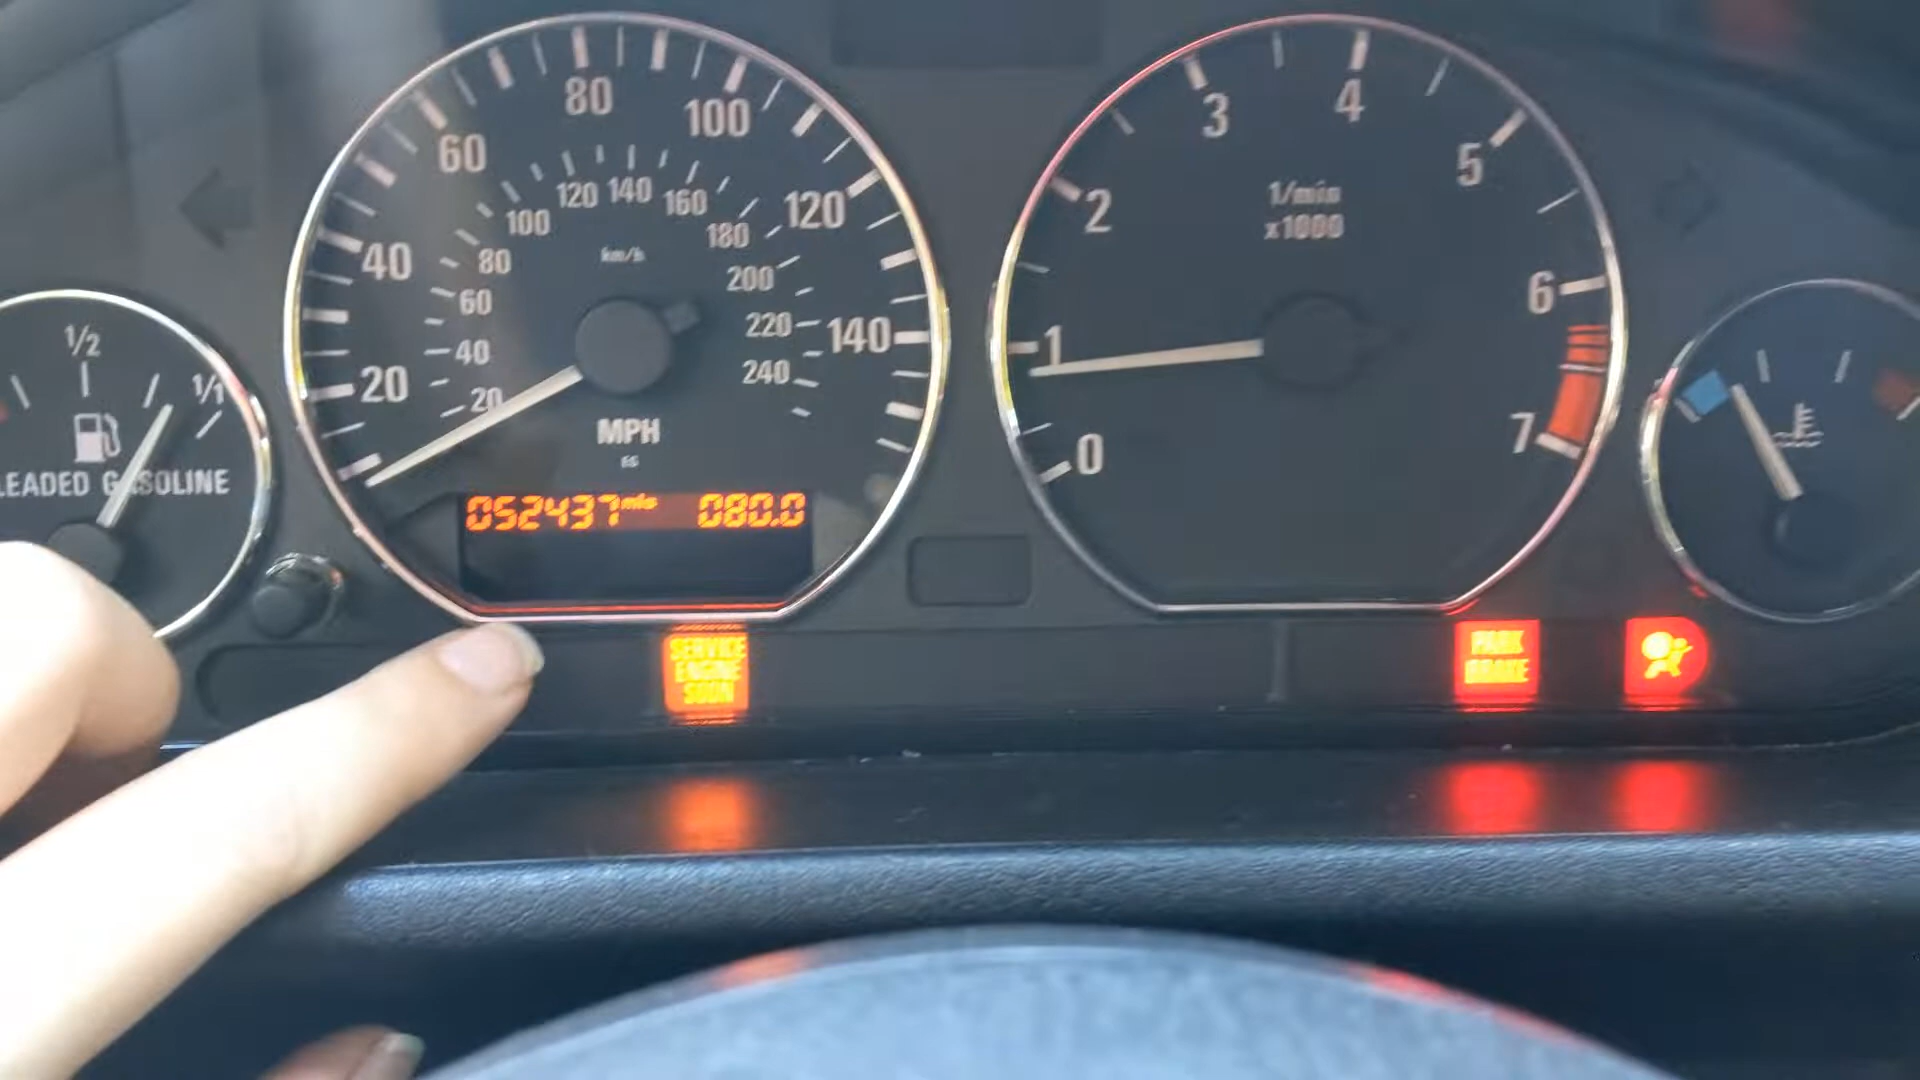 1/2
1/1
LEADED GASOLINE
20
40
60
80
100
120
140
20
40
60
80
100
120
140
160
180
200
220
240
km/h
MPH
052437 mls 080.0
0
1
2
3
4
5
6
7
1/min
x1000
SERVICE
ENGINE
SOON
PARK
BRAKE